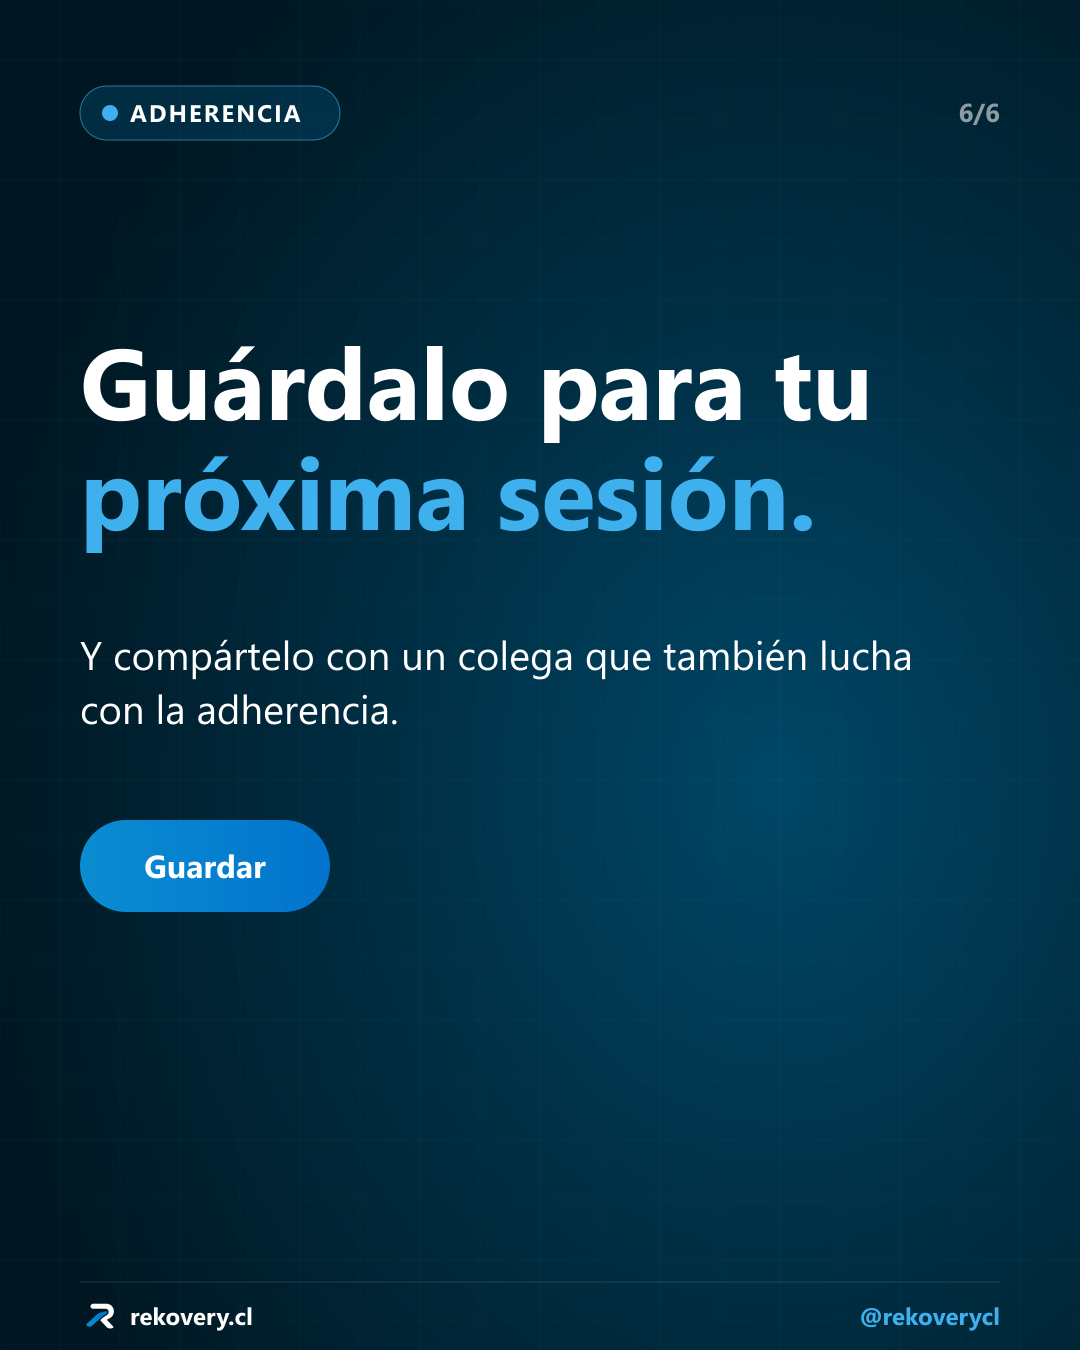 ADHERENCIA
6/6
Guárdalo para tu
próxima sesión.
Y compártelo con un colega que también lucha
con la adherencia.
Guardar
rekovery.cl
@rekoverycl